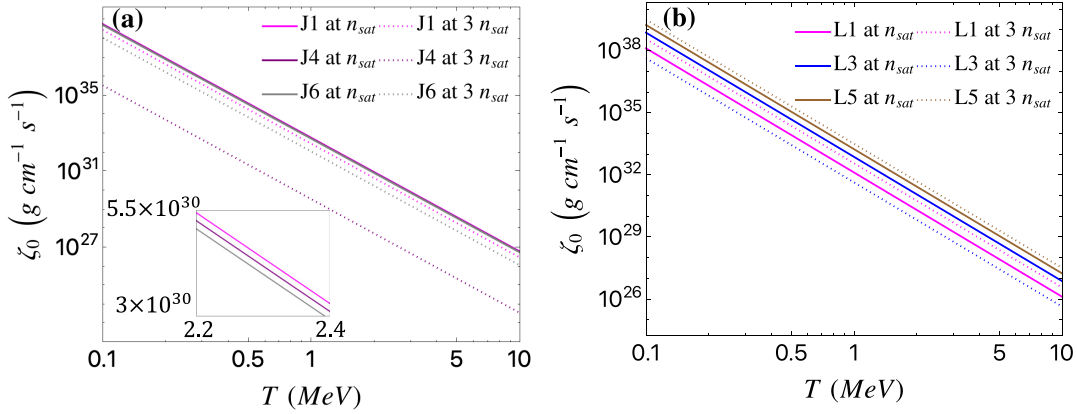 (a)
J1 at n_sat J1 at 3 n_sat
J4 at n_sat J4 at 3 n_sat
J6 at n_sat J6 at 3 n_sat
10^35
10^31
10^27
ζ_0 (g cm^-1 s^-1)
5.5×10^30
3×10^30
2.2 2.4
0.1 0.5 1 5 10
T (MeV)
(b)
L1 at n_sat L1 at 3 n_sat
L3 at n_sat L3 at 3 n_sat
L5 at n_sat L5 at 3 n_sat
10^38
10^35
10^32
10^29
10^26
ζ_0 (g cm^-1 s^-1)
0.1 0.5 1 5 10
T (MeV)